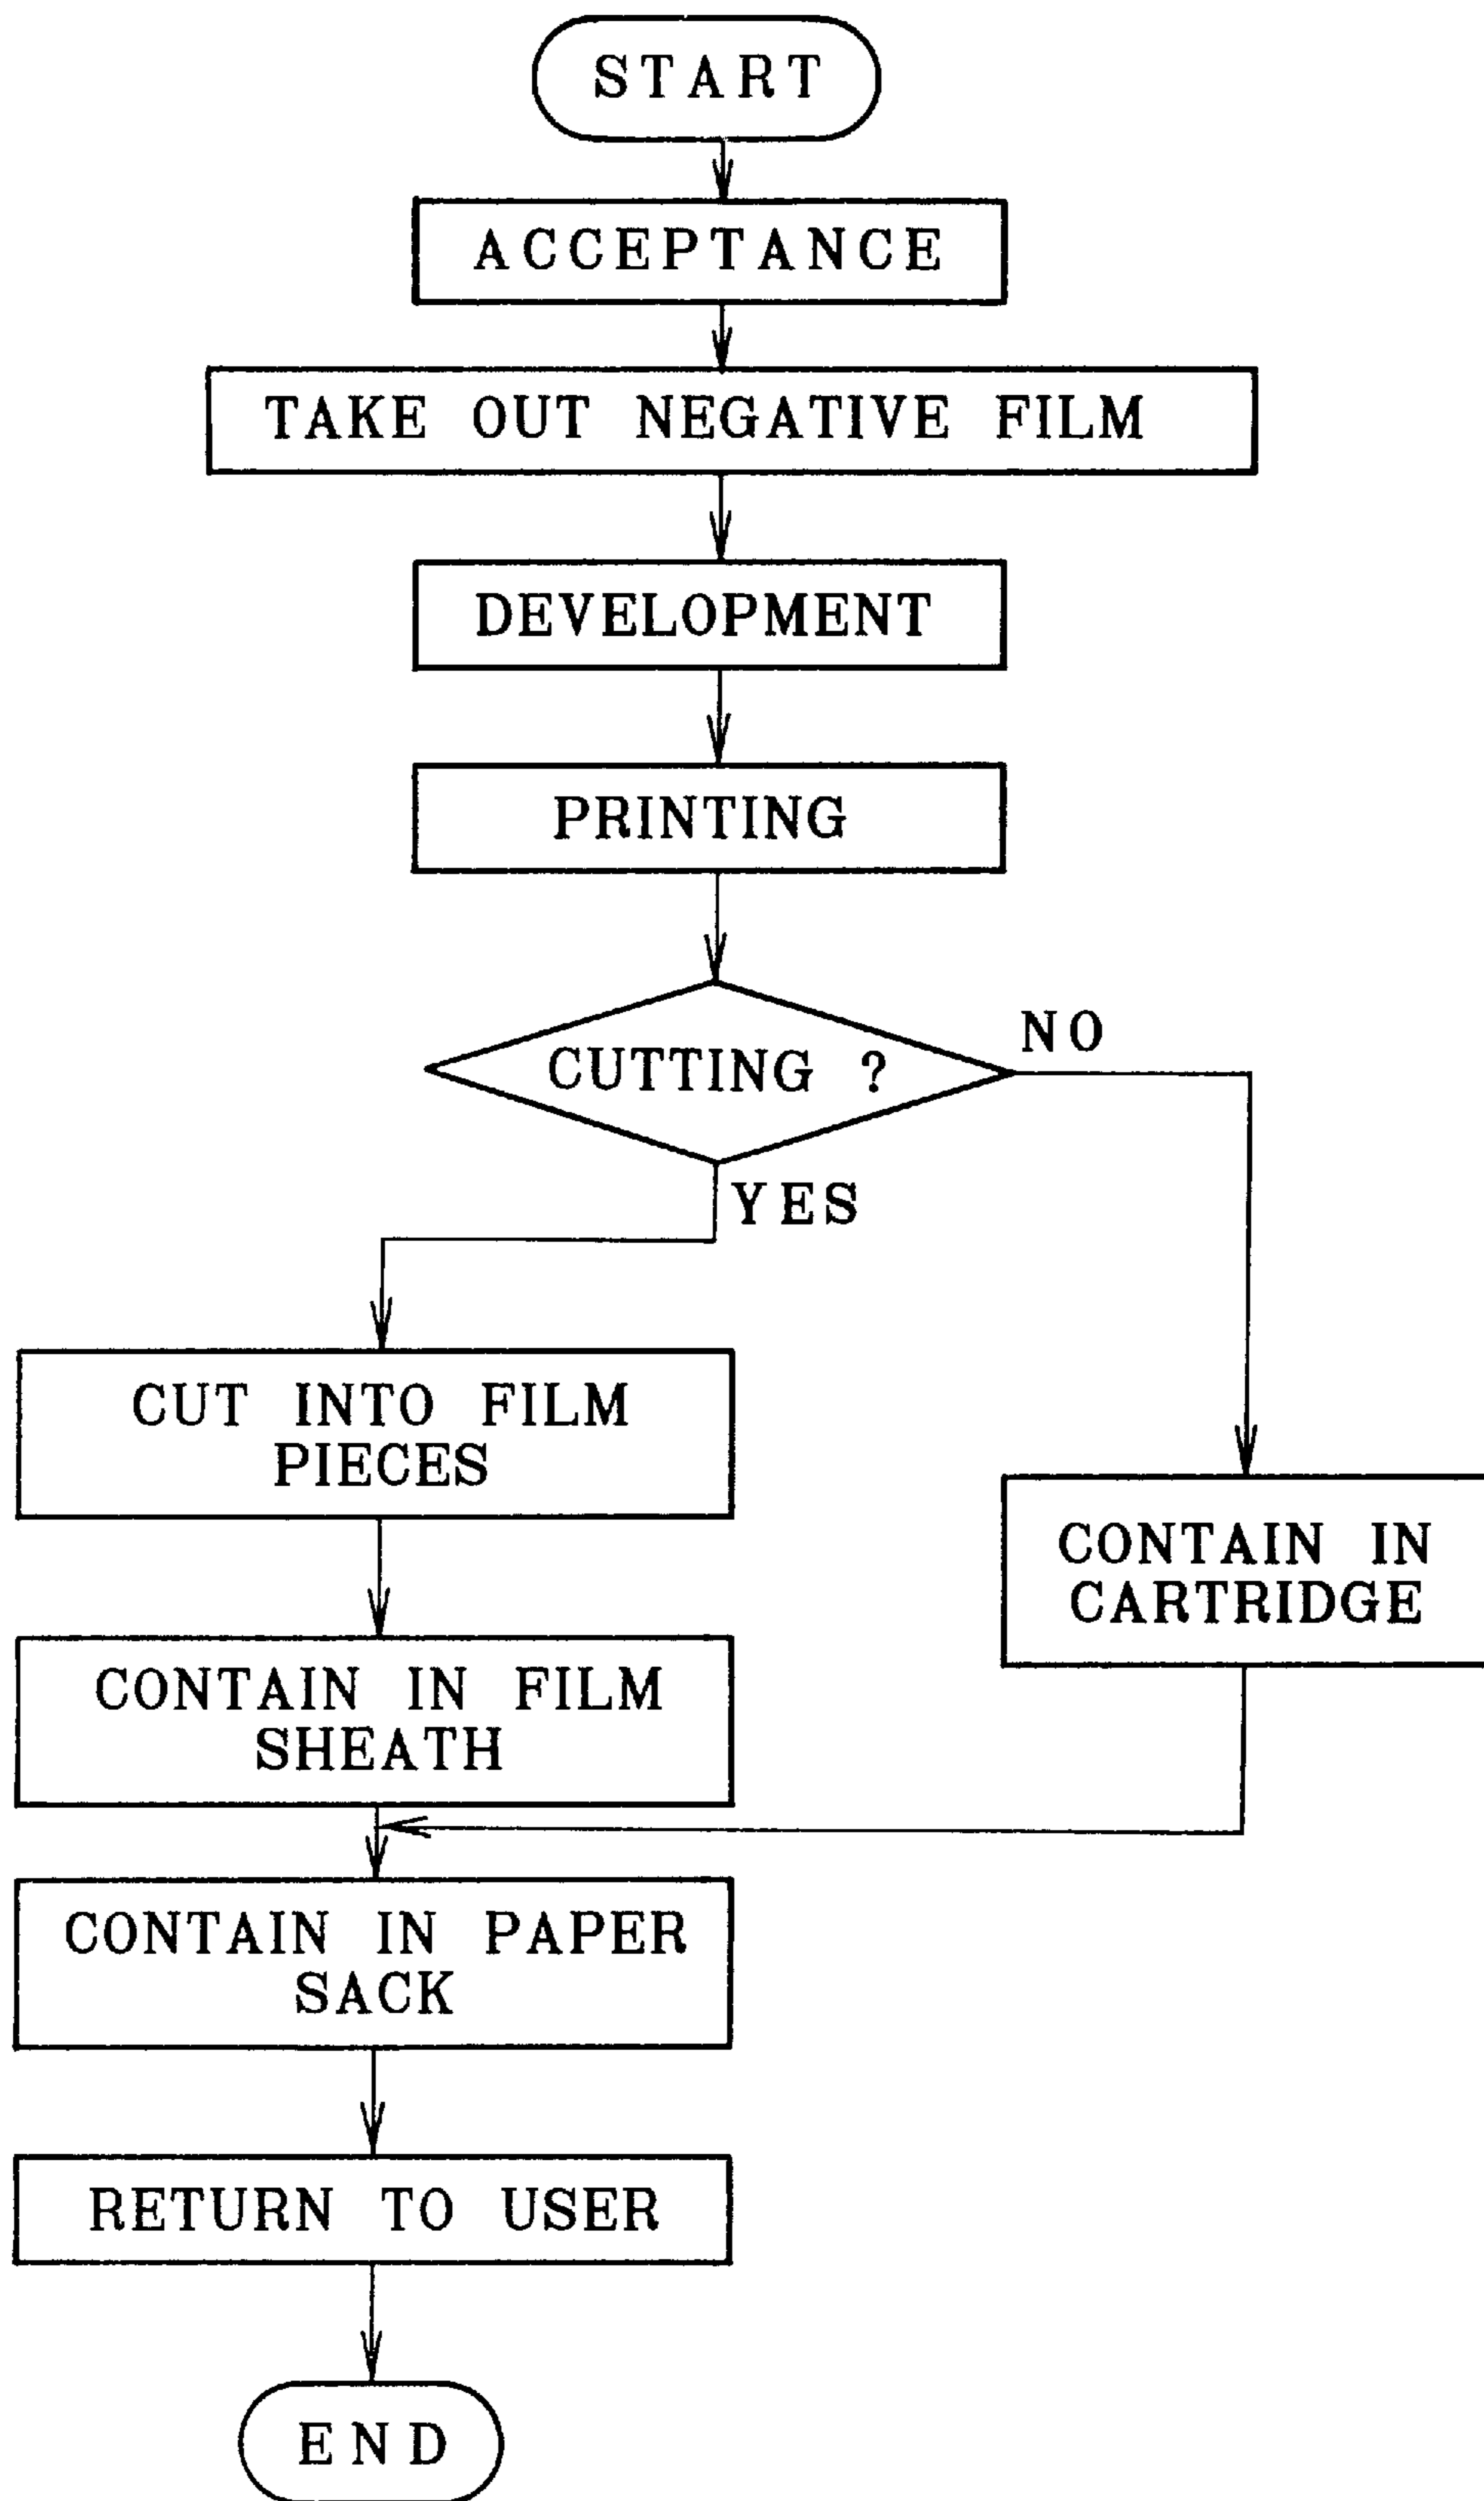 START
ACCEPTANCE
TAKE OUT NEGATIVE FILM
DEVELOPMENT
PRINTING
CUTTING ?
NO
YES
CUT INTO FILM
PIECES
CONTAIN IN
CARTRIDGE
CONTAIN IN FILM
SHEATH
CONTAIN IN PAPER
SACK
RETURN TO USER
END